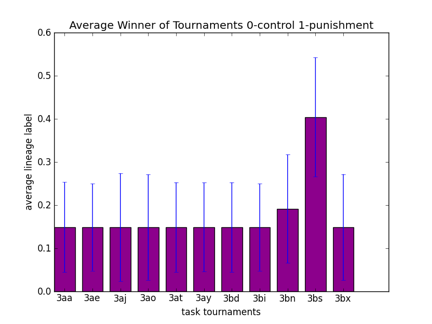 Average Winner of Tournaments 0-control 1-punishment
0.6
0.5
0.4
0.3
0.2
0.1
0.0
average lineage label
3aa 3ae 3aj 3ao 3at 3ay 3bd 3bi 3bn 3bs 3bx
task tournaments